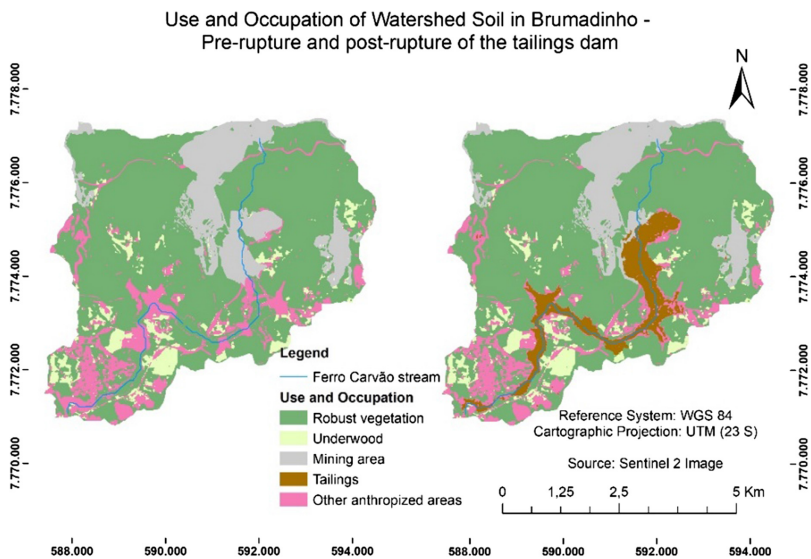 Use and Occupation of Watershed Soil in Brumadinho -
Pre-rupture and post-rupture of the tailings dam
N
7.778.000
7.776.000
7.774.000
7.772.000
7.770.000
7.778.000
7.776.000
7.774.000
7.772.000
7.770.000
Legend
Ferro Carvão stream
Use and Occupation
Robust vegetation
Underwood
Mining area
Tailings
Other anthropized areas
Reference System: WGS 84
Cartographic Projection: UTM (23 S)
Source: Sentinel 2 Image
0 1,25 2,5 5 Km
588.000 590.000 592.000 594.000
588.000 590.000 592.000 594.000